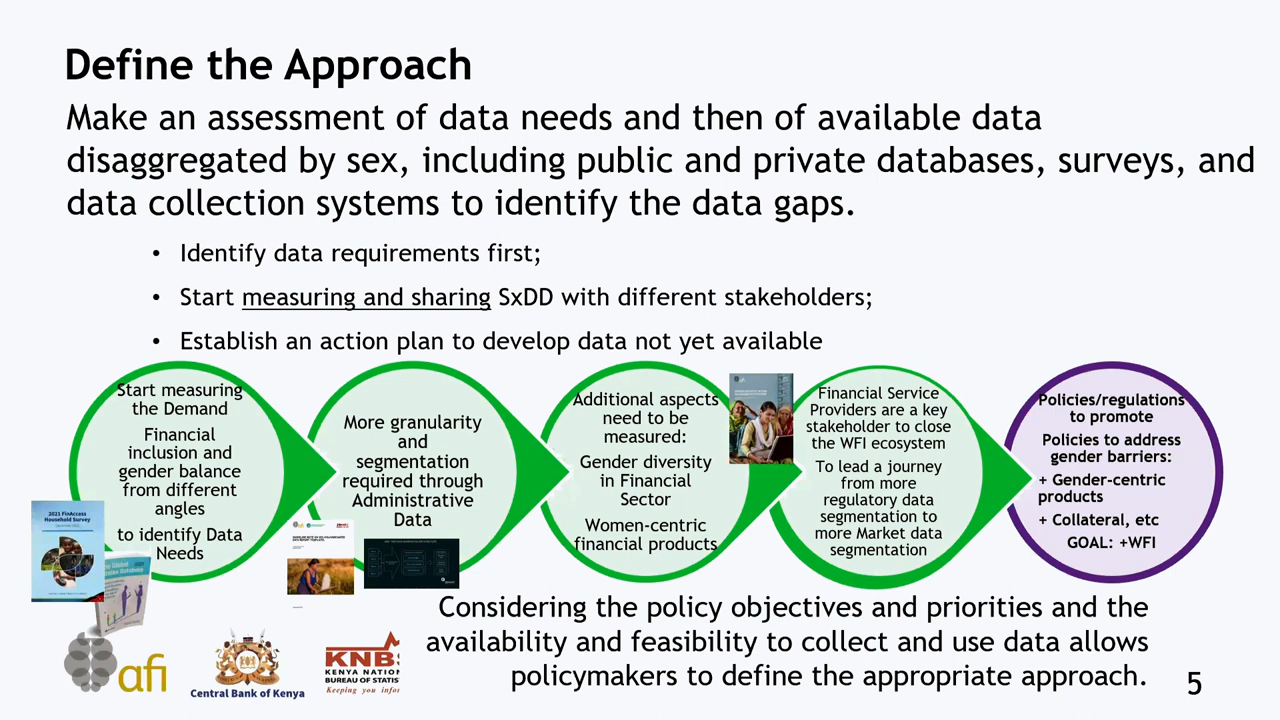 Define the Approach
Make an assessment of data needs and then of available data
disaggregated by sex, including public and private databases, surveys, and
data collection systems to identify the data gaps.
• Identify data requirements first;
• Start measuring and sharing SxDD with different stakeholders;
• Establish an action plan to develop data not yet available
Start measuring
the Demand
Financial
inclusion and
gender balance
from different
angles
to identify Data
Needs
More granularity
and
segmentation
required through
Administrative
Data
Additional aspects
need to be
measured:
Gender diversity
in Financial
Sector
Women-centric
financial products
Financial Service
Providers are a key
stakeholder to close
the WFI ecosystem
To lead a journey
from more
regulatory data
segmentation to
more Market data
segmentation
Policies/regulations
to promote
Policies to address
gender barriers:
+ Gender-centric
products
+ Collateral, etc
GOAL: +WFI
2021 FinAccess
Household Survey
Considering the policy objectives and priorities and the
availability and feasibility to collect and use data allows
policymakers to define the appropriate approach.
afi
Central Bank of Kenya
KNBS
KENYA NATION
BUREAU OF STATIS
Keeping you infor
5